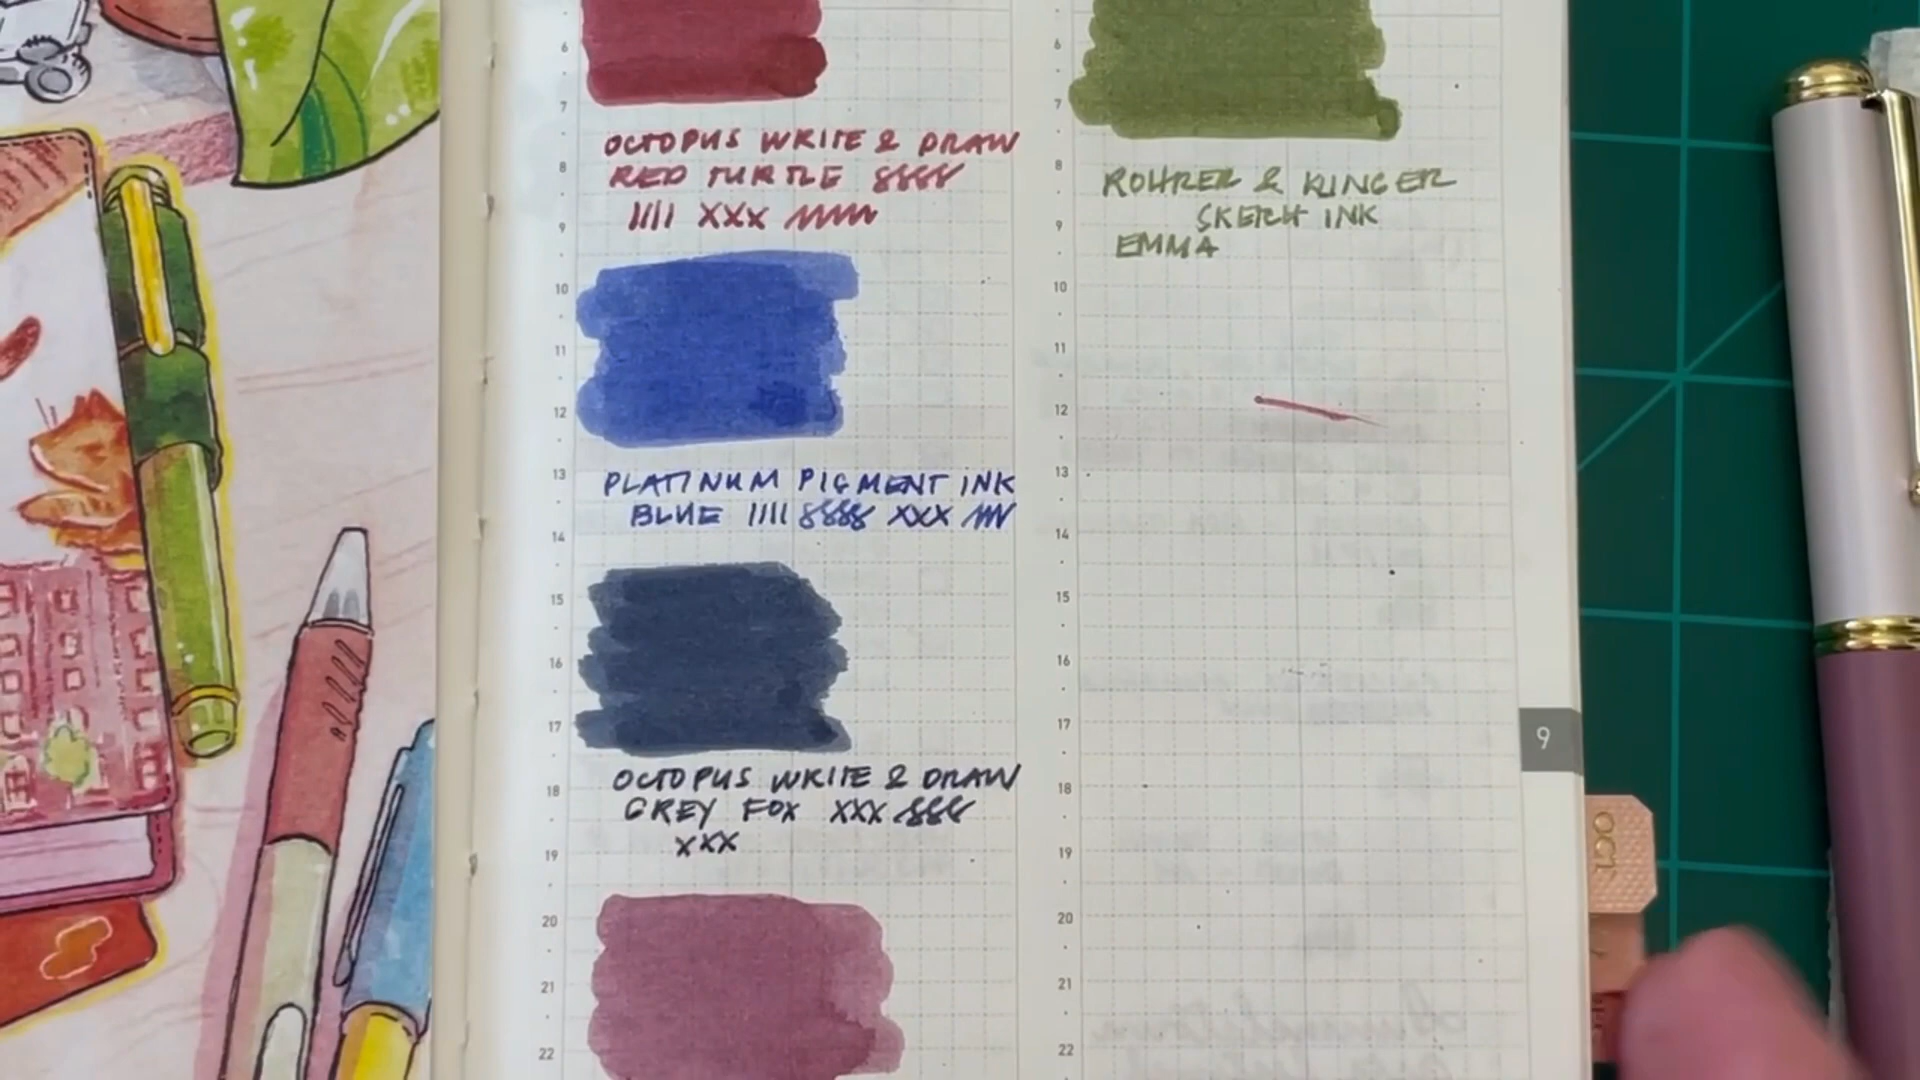 6
7
8
9
10
11
12
13
14
15
16
17
18
19
20
21
22
OCTOPUS WRITE & DRAW
RED TURTLE 8888
IIII XXX
PLATINUM PIGMENT INK
BLUE IIII 8888 XXX
OCTOPUS WRITE & DRAW
GREY FOX XXX 888
XXX
6
7
8
9
10
11
12
13
14
15
16
17
18
19
20
21
22
ROHRER & KLINGER
SKETCH INK
EMMA
9
OCT